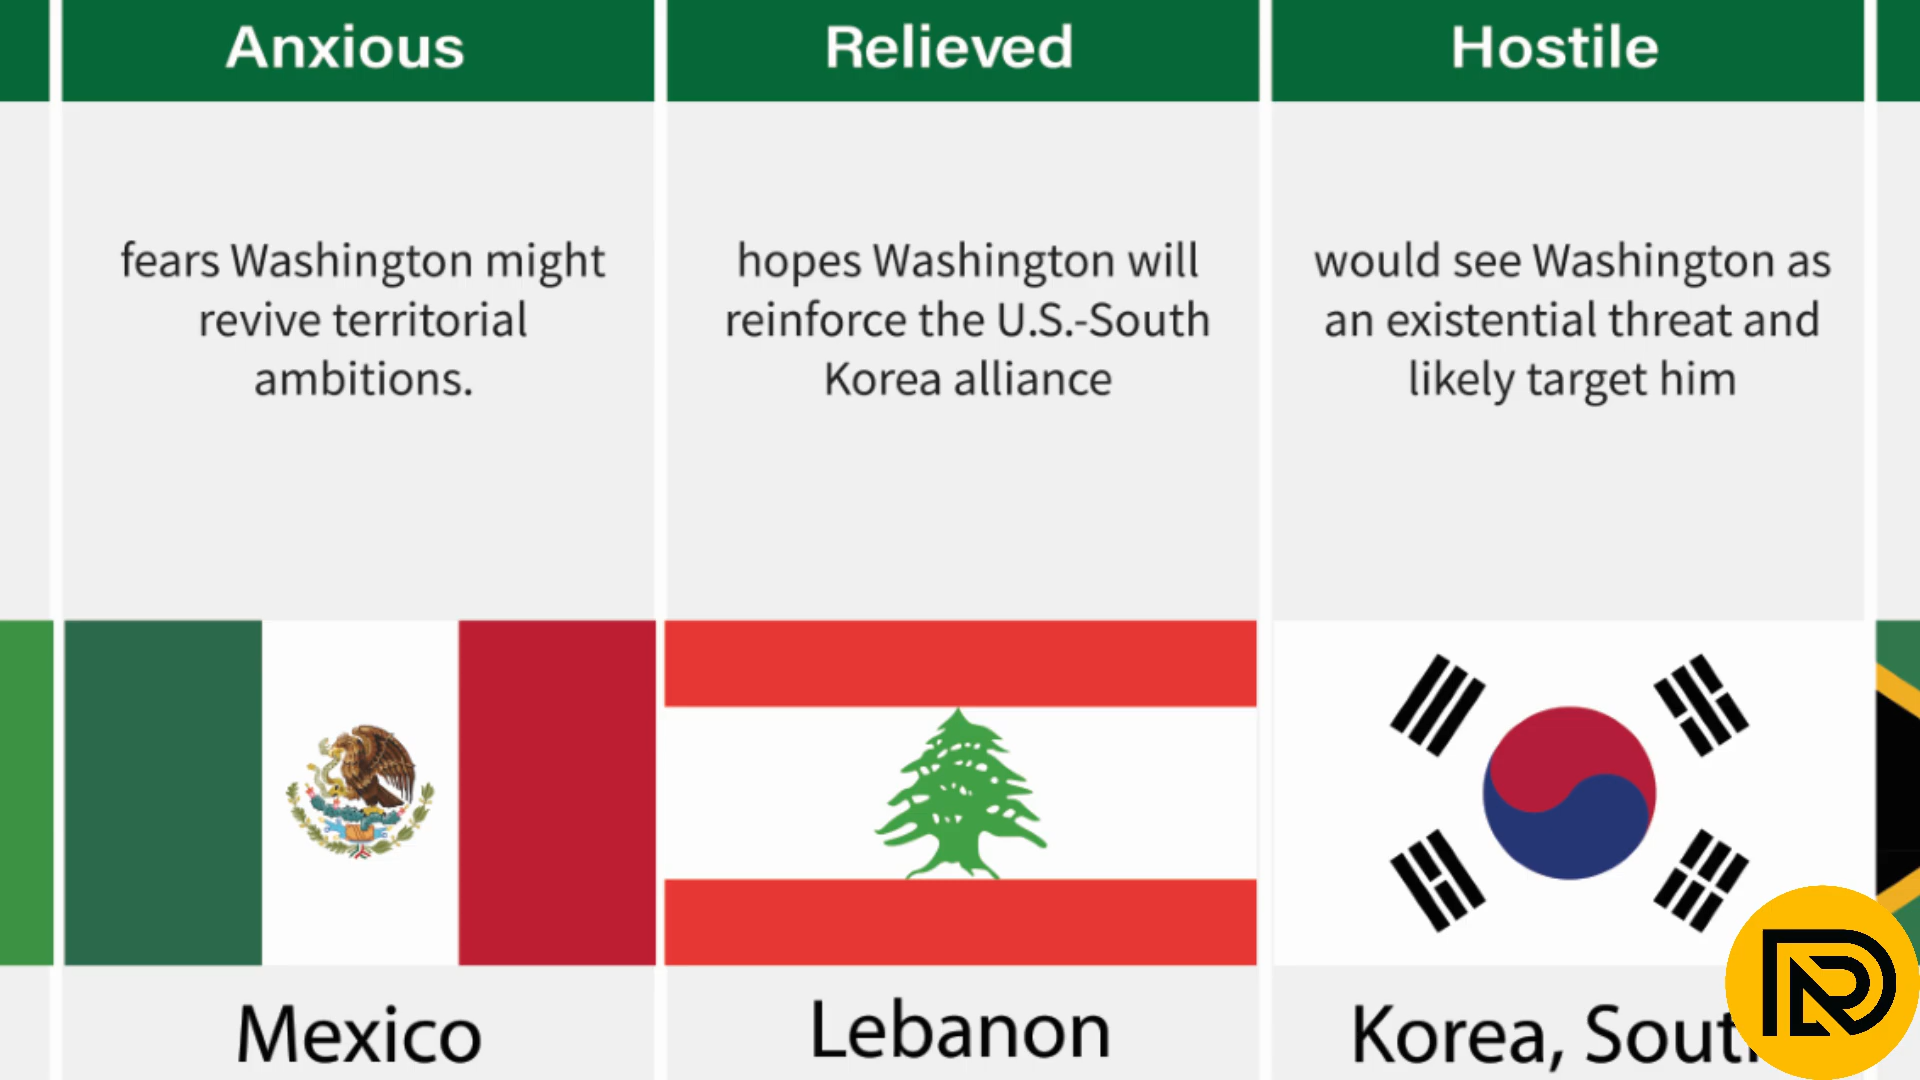 Anxious
fears Washington might
revive territorial
ambitions.
Mexico
Relieved
hopes Washington will
reinforce the U.S.-South
Korea alliance
Lebanon
Hostile
would see Washington as
an existential threat and
likely target him
Korea, South